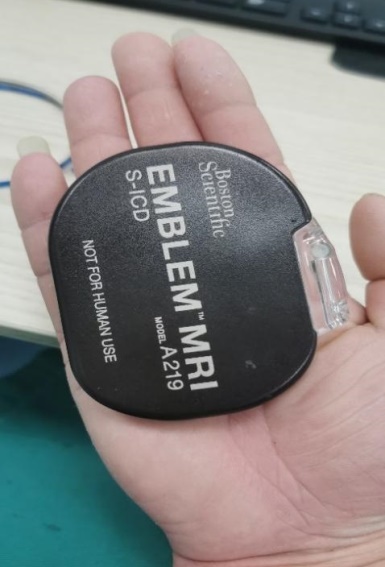 Boston
Scientific
EMBLEM™ MRI
S-ICD
MODEL A219
NOT FOR HUMAN USE